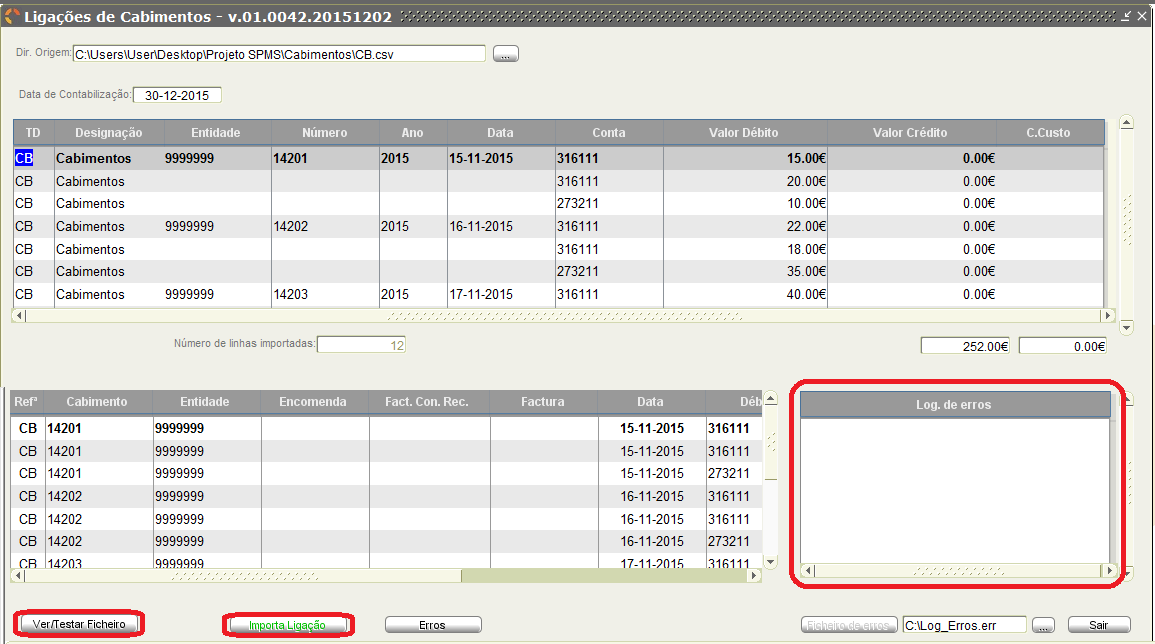 Ligações de Cabimentos - v.01.0042.20151202
Dir. Origem: C:\Users\User\Desktop\Projeto SPMS\Cabimentos\CB.csv ...
Data de Contabilização: 30-12-2015
TD Designação Entidade Número Ano Data Conta Valor Débito Valor Crédito C.Custo
CB Cabimentos 9999999 14201 2015 15-11-2015 316111 15.00€ 0.00€
CB Cabimentos 316111 20.00€ 0.00€
CB Cabimentos 273211 10.00€ 0.00€
CB Cabimentos 9999999 14202 2015 16-11-2015 316111 22.00€ 0.00€
CB Cabimentos 316111 18.00€ 0.00€
CB Cabimentos 273211 35.00€ 0.00€
CB Cabimentos 9999999 14203 2015 17-11-2015 316111 40.00€ 0.00€
Número de linhas importadas: 12 252.00€ 0.00€
Refª Cabimento Entidade Encomenda Fact. Con. Rec. Factura Data Déb
CB 14201 9999999 15-11-2015 316111
CB 14201 9999999 15-11-2015 316111
CB 14201 9999999 15-11-2015 273211
CB 14202 9999999 16-11-2015 316111
CB 14202 9999999 16-11-2015 316111
CB 14202 9999999 16-11-2015 273211
CB 14203 9999999 17-11-2015 316111
Log. de erros
Ver/Testar Ficheiro Importa Ligação Erros Ficheiro de erros C:\Log_Erros.err ... Sair